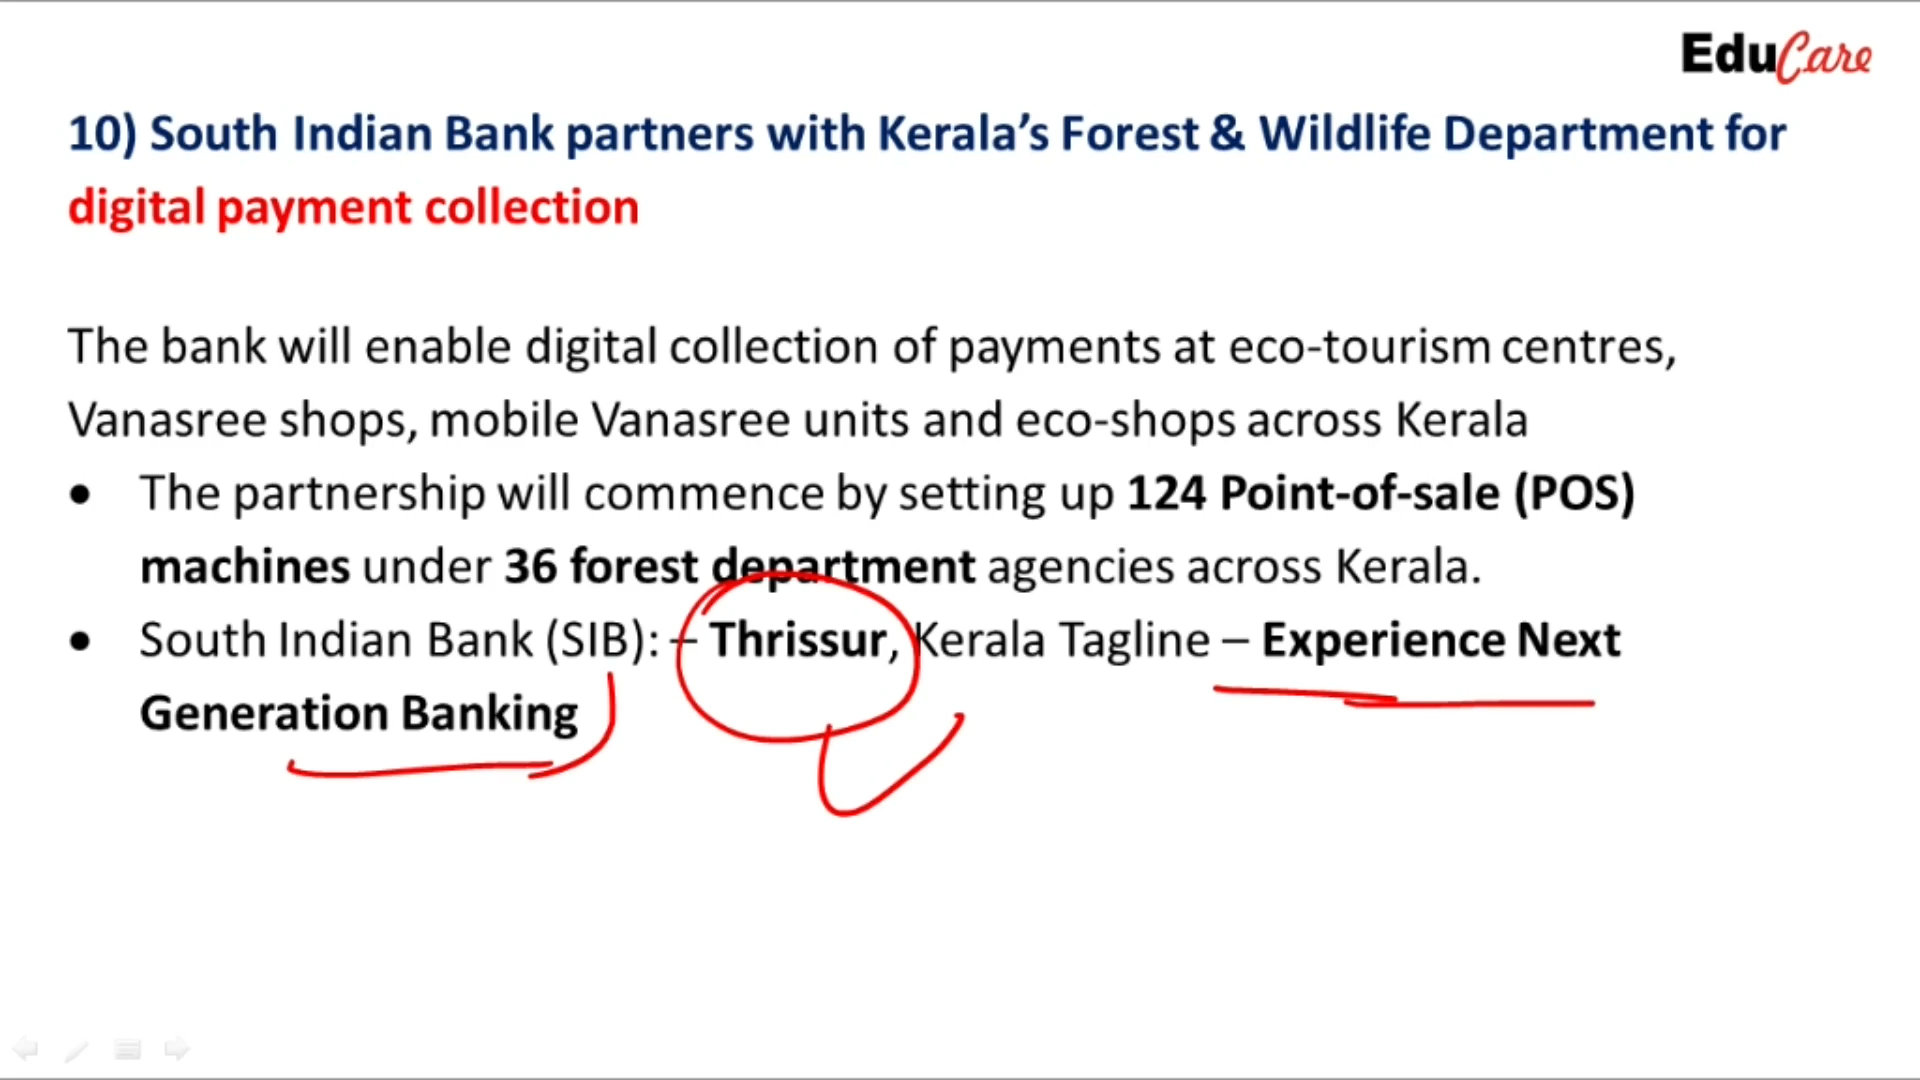 EduCare
10) South Indian Bank partners with Kerala’s Forest & Wildlife Department for
digital payment collection
The bank will enable digital collection of payments at eco-tourism centres,
Vanasree shops, mobile Vanasree units and eco-shops across Kerala
• The partnership will commence by setting up 124 Point-of-sale (POS)
machines under 36 forest department agencies across Kerala.
• South Indian Bank (SIB): – Thrissur, Kerala Tagline – Experience Next
Generation Banking